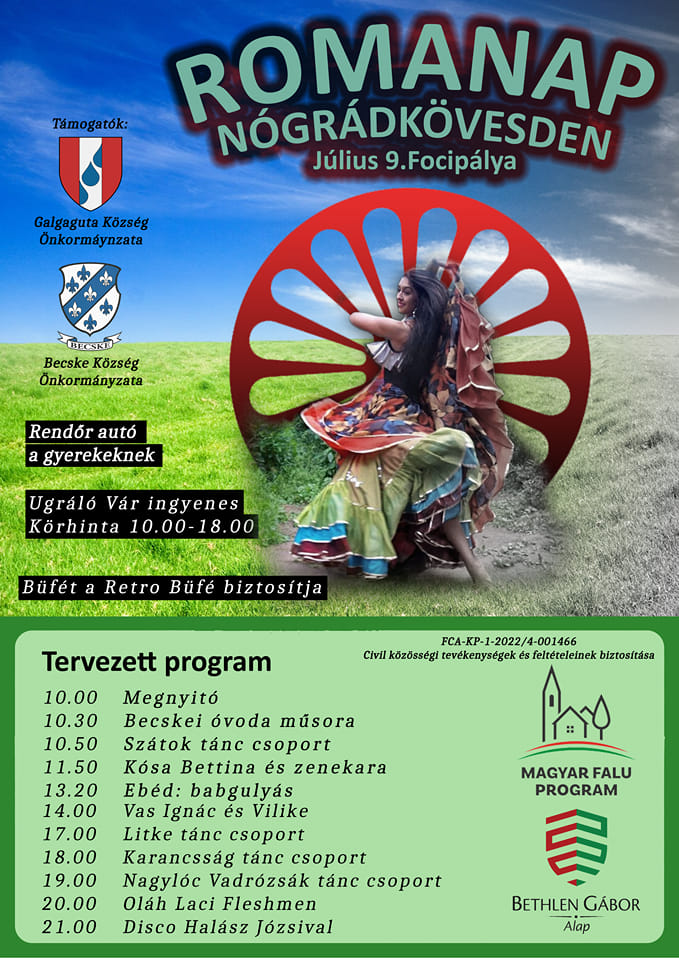 ROMANAP
NÓGRÁDKÖVESDEN
Július 9.Focipálya
Támogatók:
Galgaguta Község
Önkormáynzata
BECSKE
Becske Község
Önkormányzata
Rendőr autó
a gyerekeknek
Ugráló Vár ingyenes
Körhinta 10.00-18.00
Büfét a Retro Büfé biztosítja
FCA-KP-1-2022/4-001466
Civil közösségi tevékenységek és feltételeinek biztosítása
Tervezett program
10.00 Megnyitó
10.30 Becskei óvoda műsora
10.50 Szátok tánc csoport
11.50 Kósa Bettina és zenekara
13.20 Ebéd: babgulyás
14.00 Vas Ignác és Vilike
17.00 Litke tánc csoport
18.00 Karancsság tánc csoport
19.00 Nagylóc Vadrózsák tánc csoport
20.00 Oláh Laci Fleshmen
21.00 Disco Halász Józsival
MAGYAR FALU
PROGRAM
BETHLEN GÁBOR
Alap